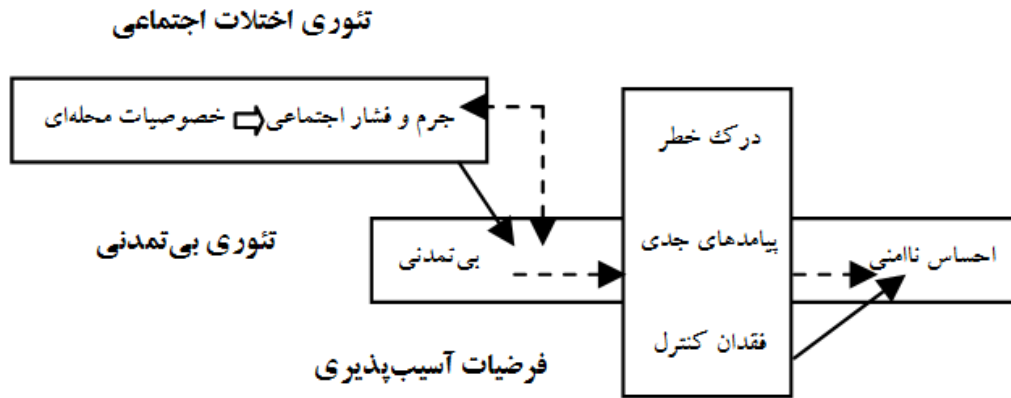 تئوری اختلات اجتماعی
خصوصیات محله‌ای جرم و فشار اجتماعی
درک خطر
تئوری بی‌تمدنی
بی‌تمدنی
پیامدهای جدی
احساس ناامنی
فقدان کنترل
فرضیات آسیب‌پذیری